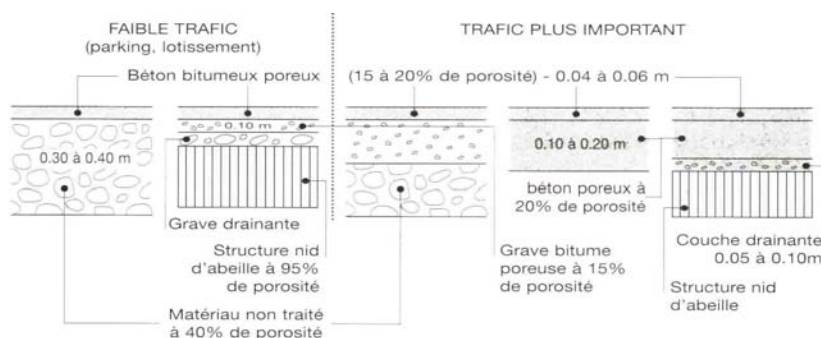 FAIBLE TRAFIC
(parking, lotissement)
TRAFIC PLUS IMPORTANT
Béton bitumeux poreux
(15 à 20% de porosité) - 0.04 à 0.06 m
0.10 m
0.30 à 0.40 m
0.10 à 0.20 m
béton poreux à
20% de porosité
Grave drainante
Structure nid
d'abeille à 95%
de porosité
Grave bitume
poreuse à 15%
de porosité
Couche drainante
0.05 à 0.10m
Structure nid
d'abeille
Matériau non traité
à 40% de porosité